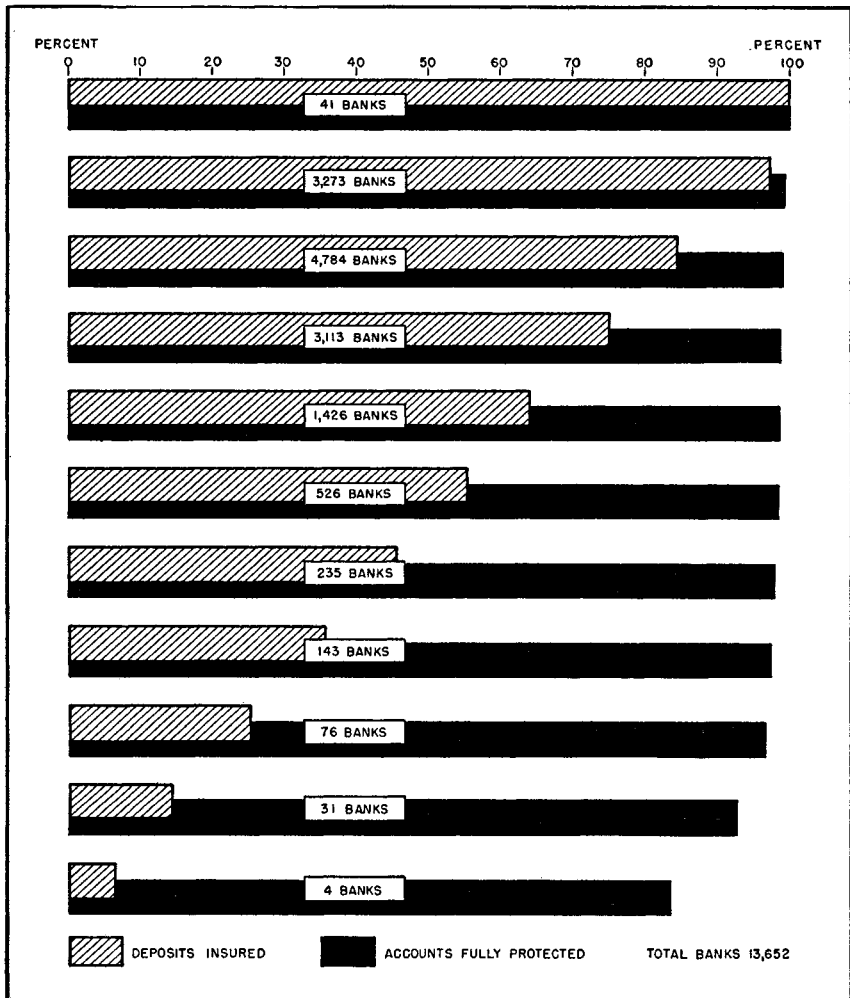 PERCENT .PERCENT
0 10 20 30 40 50 60 70 80 90 100
41 BANKS
3,273 BANKS
4,784 BANKS
3,113 BANKS
1,426 BANKS
526 BANKS
235 BANKS
143 BANKS
76 BANKS
31 BANKS
4 BANKS
DEPOSITS INSURED ACCOUNTS FULLY PROTECTED TOTAL BANKS 13,652